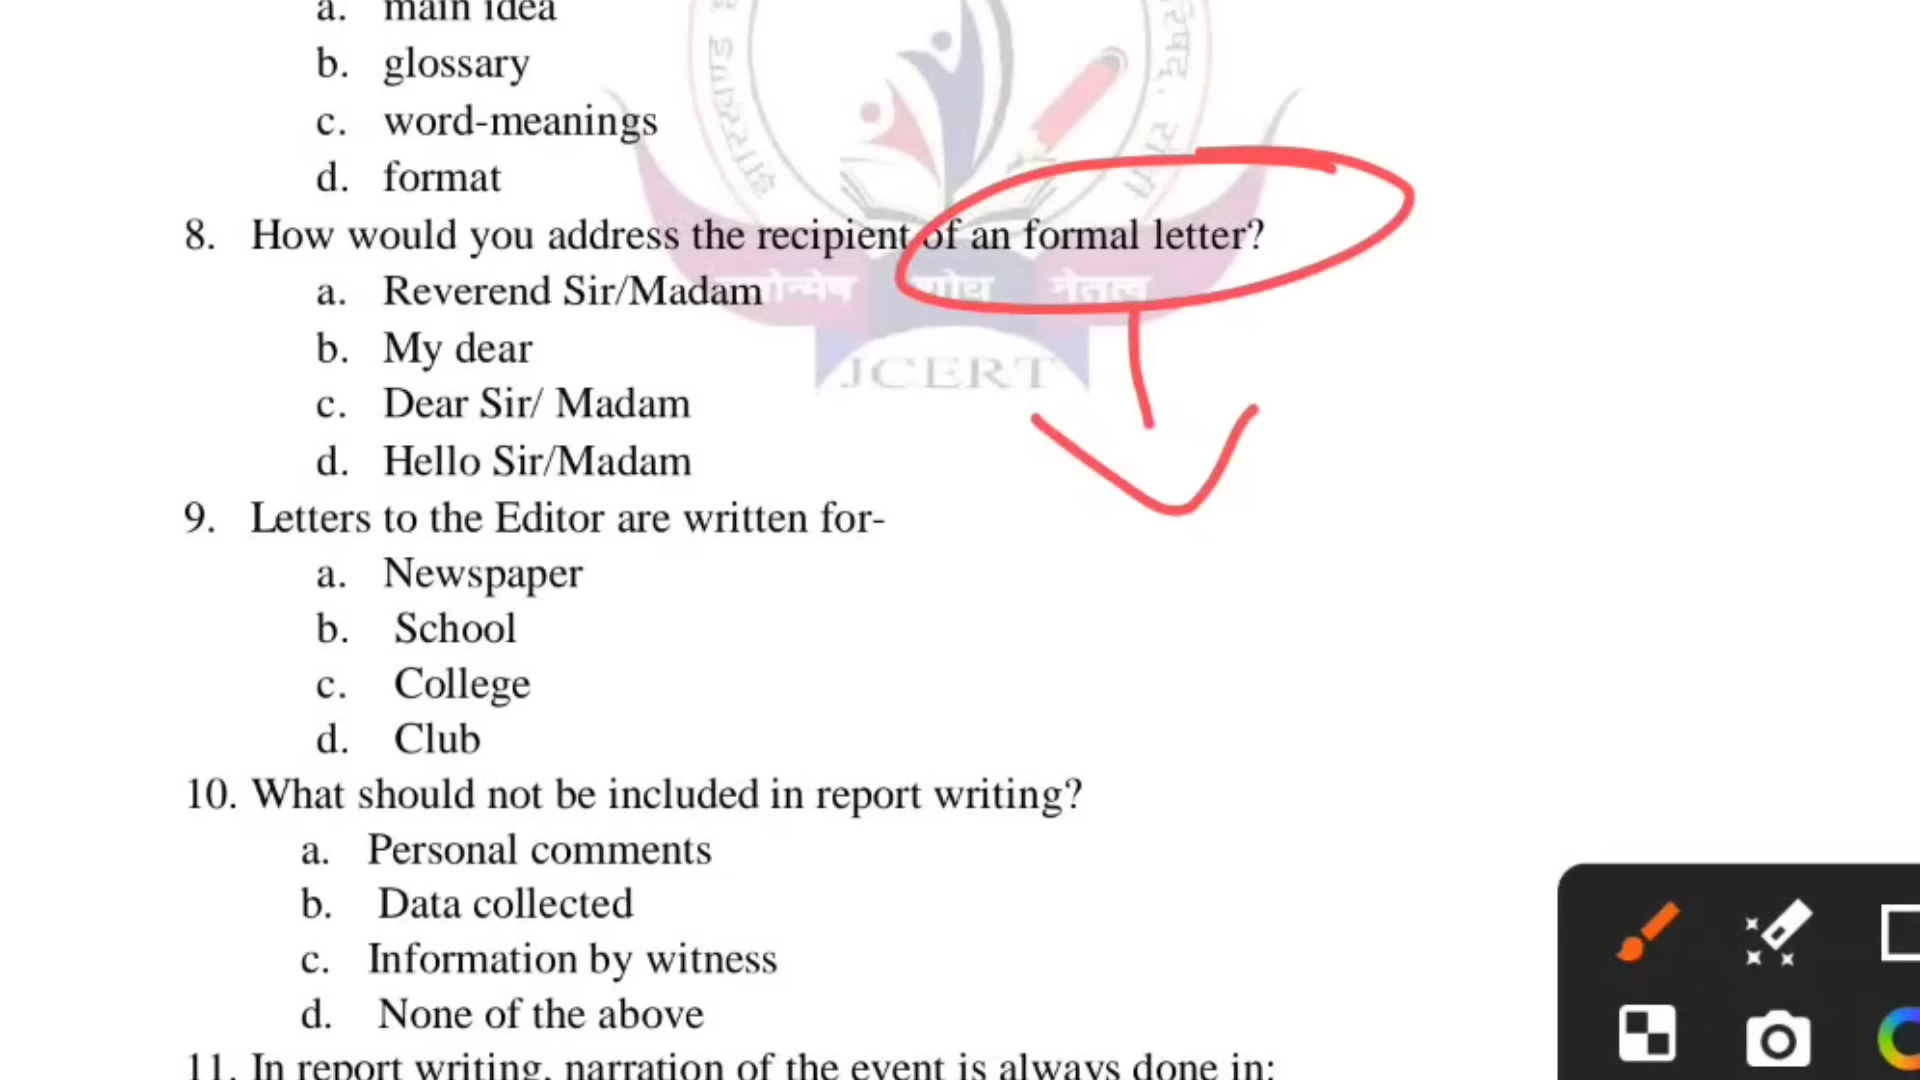 a. main idea
b. glossary
c. word-meanings
d. format
8. How would you address the recipient of an formal letter?
a. Reverend Sir/Madam
b. My dear
c. Dear Sir/ Madam
d. Hello Sir/Madam
JCERT
9. Letters to the Editor are written for-
a. Newspaper
b. School
c. College
d. Club
10. What should not be included in report writing?
a. Personal comments
b. Data collected
c. Information by witness
d. None of the above
11. In report writing, narration of the event is always done in: